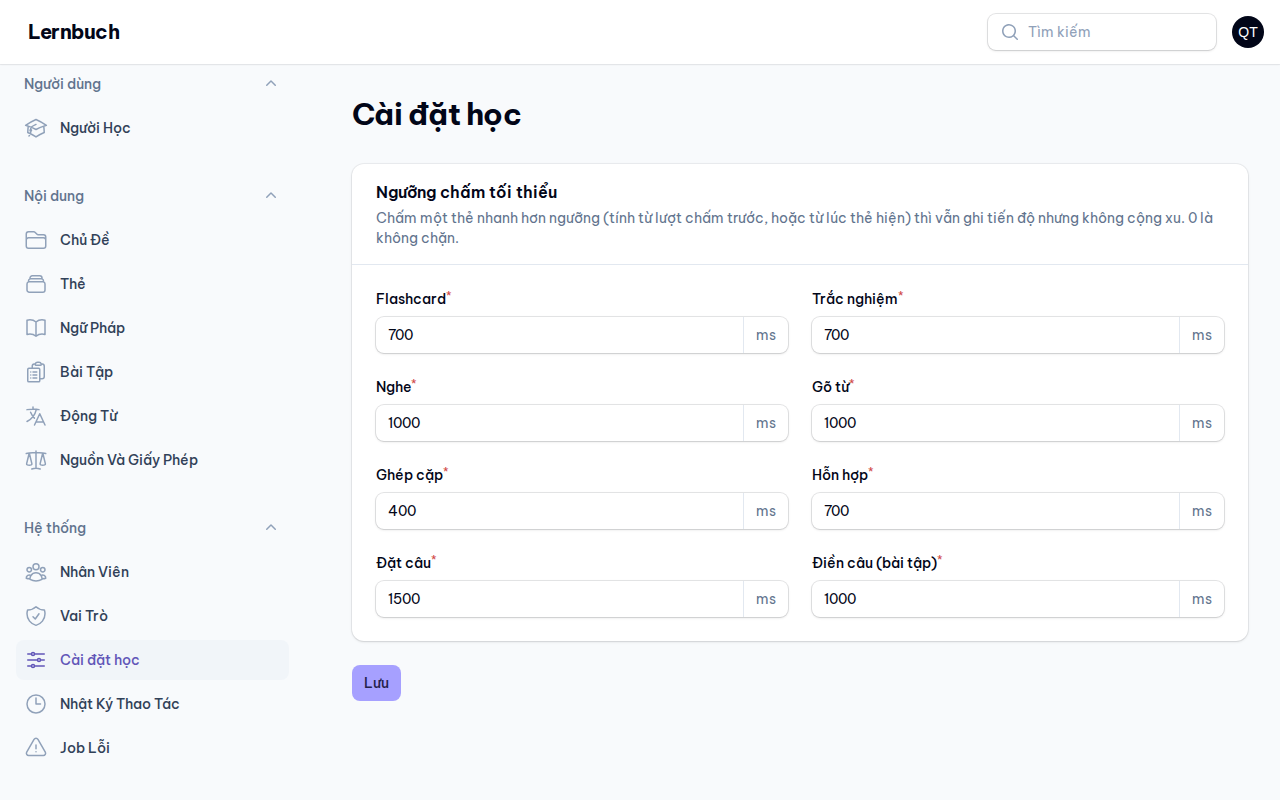 Lernbuch
Tìm kiếm
QT
Người dùng
Người Học
Nội dung
Chủ Đề
Thẻ
Ngữ Pháp
Bài Tập
Động Từ
Nguồn Và Giấy Phép
Hệ thống
Nhân Viên
Vai Trò
Cài đặt học
Nhật Ký Thao Tác
Job Lỗi
Cài đặt học
Ngưỡng chấm tối thiểu
Chấm một thẻ nhanh hơn ngưỡng (tính từ lượt chấm trước, hoặc từ lúc thẻ hiện) thì vẫn ghi tiến độ nhưng không cộng xu. 0 là
không chặn.
Flashcard*
700 ms
Trắc nghiệm*
700 ms
Nghe*
1000 ms
Gõ từ*
1000 ms
Ghép cặp*
400 ms
Hỗn hợp*
700 ms
Đặt câu*
1500 ms
Điền câu (bài tập)*
1000 ms
Lưu